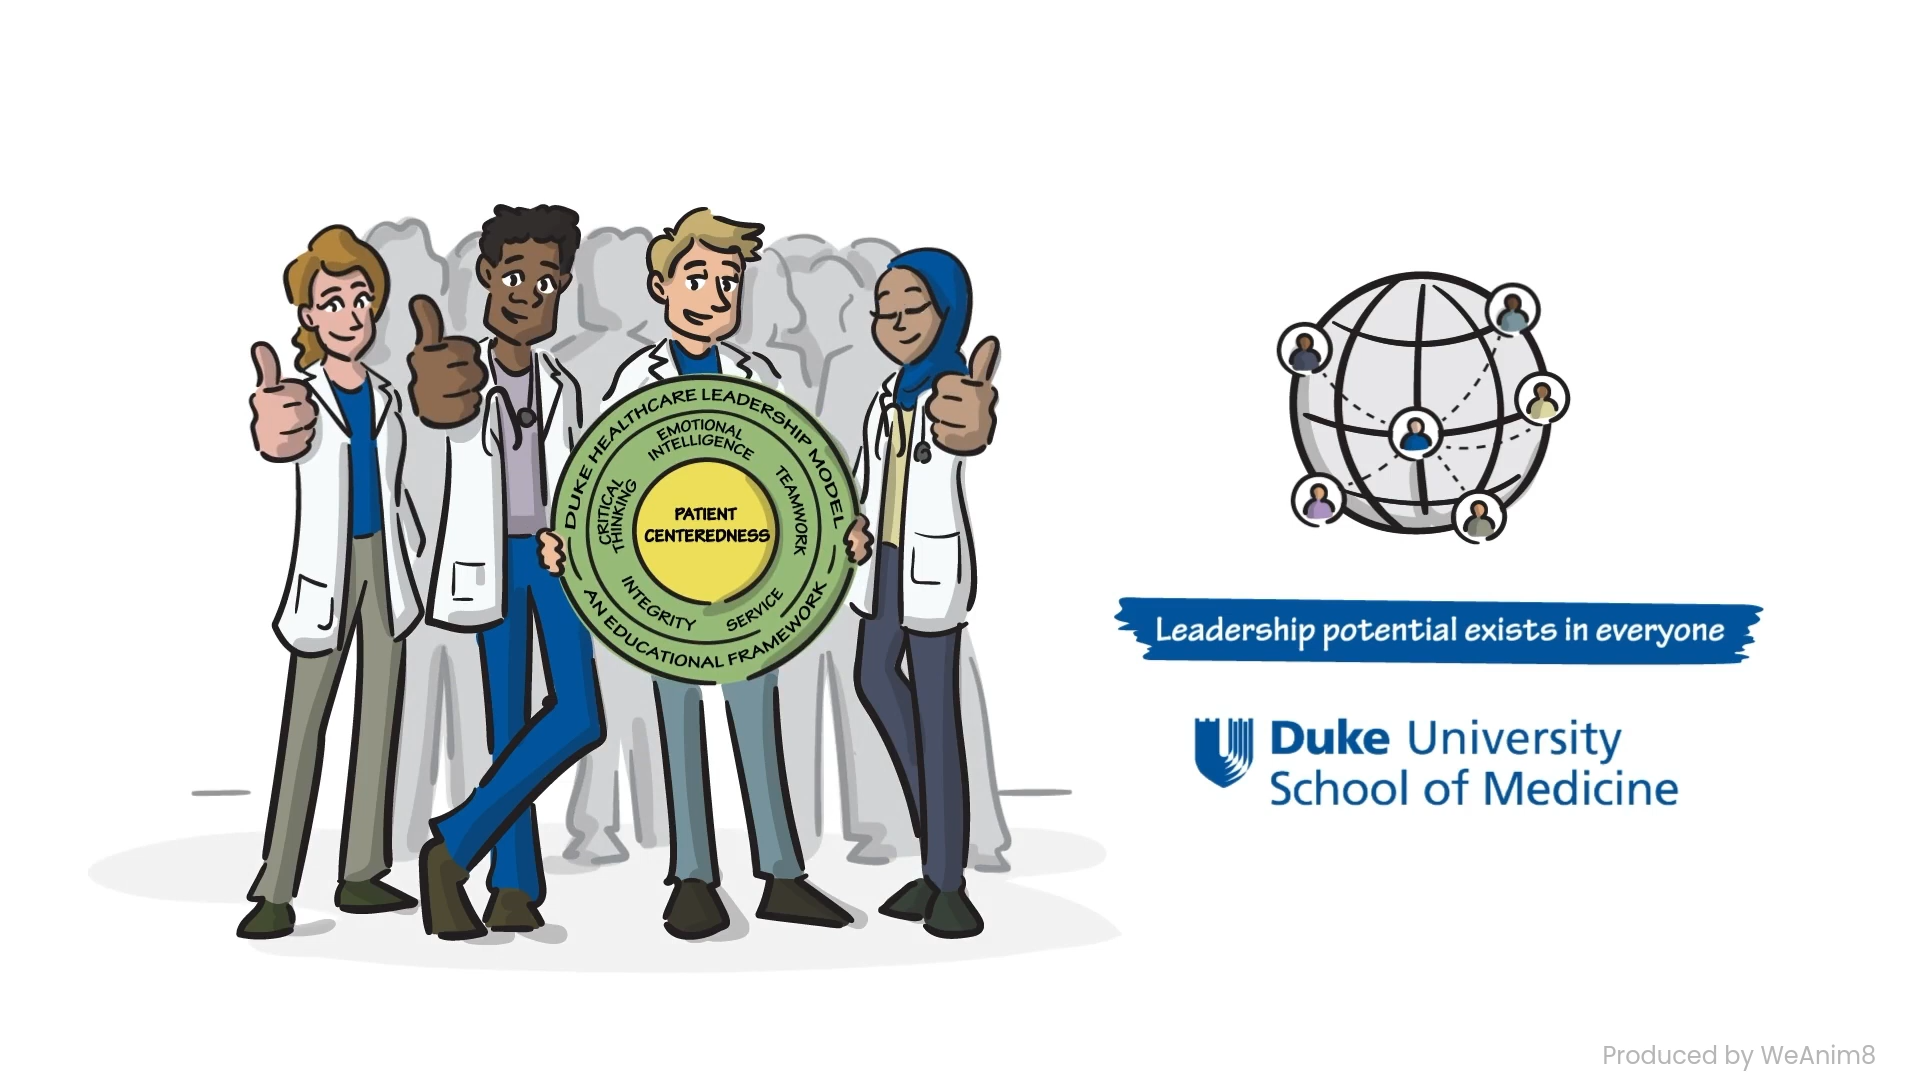 DUKE HEALTHCARE LEADERSHIP MODEL
EMOTIONAL
INTELLIGENCE
TEAMWORK
SERVICE
INTEGRITY
CRITICAL
THINKING
PATIENT
CENTEREDNESS
AN EDUCATIONAL FRAMEWORK
Leadership potential exists in everyone
Duke University
School of Medicine
Produced by WeAnim8